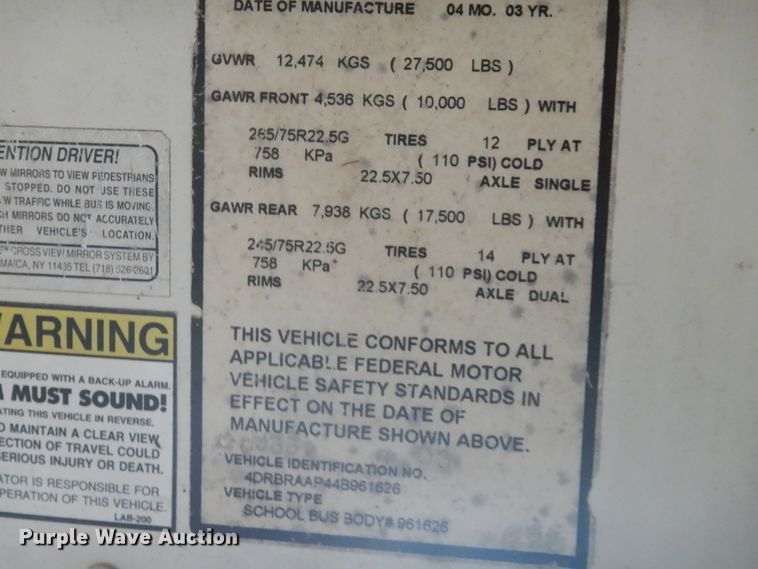 DATE OF MANUFACTURE 04 MO. 03 YR.
GVWR 12,474 KGS ( 27,500 LBS )
GAWR FRONT 4,536 KGS ( 10,000 LBS ) WITH
265/75R22.5G TIRES 12 PLY AT
758 KPa ( 110 PSI) COLD
RIMS 22.5X7.50 AXLE SINGLE
GAWR REAR 7,938 KGS ( 17,500 LBS ) WITH
245/75R22.5G TIRES 14 PLY AT
758 KPa ( 110 PSI) COLD
RIMS 22.5X7.50 AXLE DUAL
THIS VEHICLE CONFORMS TO ALL
APPLICABLE FEDERAL MOTOR
VEHICLE SAFETY STANDARDS IN
EFFECT ON THE DATE OF
MANUFACTURE SHOWN ABOVE.
VEHICLE IDENTIFICATION NO.
4DRBRAAP44B961626
VEHICLE TYPE
SCHOOL BUS BODY# 961626
ENTION DRIVER!
W MIRRORS TO VIEW PEDESTRIANS
STOPPED. DO NOT USE THESE
W TRAFFIC WHILE BUS IS MOVING.
H MIRRORS DO NOT ACCURATELY
THER VEHICLE'S LOCATION.
CROSS VIEW MIRROR SYSTEM BY
MAICA, NY 11435 TEL (718) 526-2601
ARNING
EQUIPPED WITH A BACK-UP ALARM.
MUST SOUND!
ATING THIS VEHICLE IN REVERSE.
O MAINTAIN A CLEAR VIEW
ECTION OF TRAVEL COULD
SERIOUS INJURY OR DEATH.
ATOR IS RESPONSIBLE FOR
PERATION OF THIS VEHICLE.
LAB-200
Purple Wave Auction